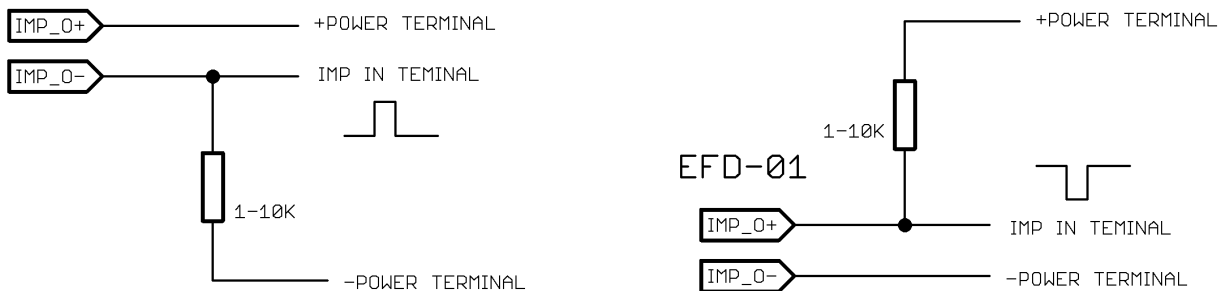 IMP_O+
+POWER TERMINAL
IMP_O-
IMP IN TEMINAL
1-10K
-POWER TERMINAL
+POWER TERMINAL
1-10K
EFD-01
IMP_O+
IMP IN TEMINAL
IMP_O-
-POWER TERMINAL